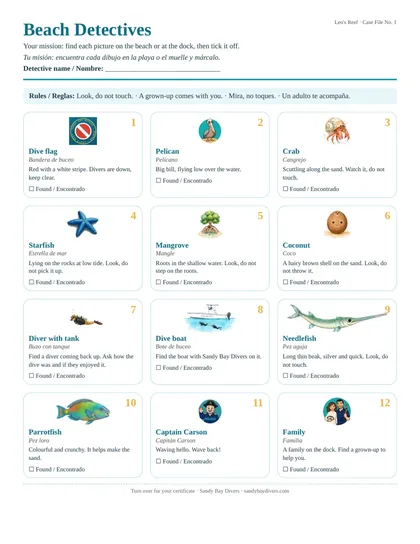 Beach Detectives
Leu's Reef · Case File No. 1
Your mission: find each picture on the beach or at the dock, then tick it off.
Tu misión: encuentra cada dibujo en la playa o el muelle y márcalo.
Detective name / Nombre:
Rules / Reglas: Look, do not touch. · A grown-up comes with you. · Mira, no toques. · Un adulto te acompaña.
1
Dive flag
Bandera de buceo
Red with a white stripe. Divers are down,
keep clear.
☐ Found / Encontrado
2
Pelican
Pelícano
Big bill, flying low over the water.
☐ Found / Encontrado
3
Crab
Cangrejo
Scuttling along the sand. Watch it, do not
touch.
☐ Found / Encontrado
4
Starfish
Estrella de mar
Lying on the rocks at low tide. Look, do
not pick it up.
☐ Found / Encontrado
5
Mangrove
Mangle
Roots in the shallow water. Look, do not
step on the roots.
☐ Found / Encontrado
6
Coconut
Coco
A hairy brown shell on the sand. Look, do
not throw it.
☐ Found / Encontrado
7
Diver with tank
Buzo con tanque
Find a diver coming back up. Ask how the
dive was and if they enjoyed it.
☐ Found / Encontrado
8
Dive boat
Bote de buceo
Find the boat with Sandy Bay Divers on it.
☐ Found / Encontrado
9
Needlefish
Pez aguja
Long thin beak, silver and quick. Look, do
not touch.
☐ Found / Encontrado
10
Parrotfish
Pez loro
Colourful and crunchy. It helps make the
sand.
☐ Found / Encontrado
11
Captain Carson
Capitán Carson
Waving hello. Wave back!
☐ Found / Encontrado
12
Family
Familia
A family on the dock. Find a grown-up to
help you.
☐ Found / Encontrado
Turn over for your certificate · Sandy Bay Divers · sandybaydivers.com